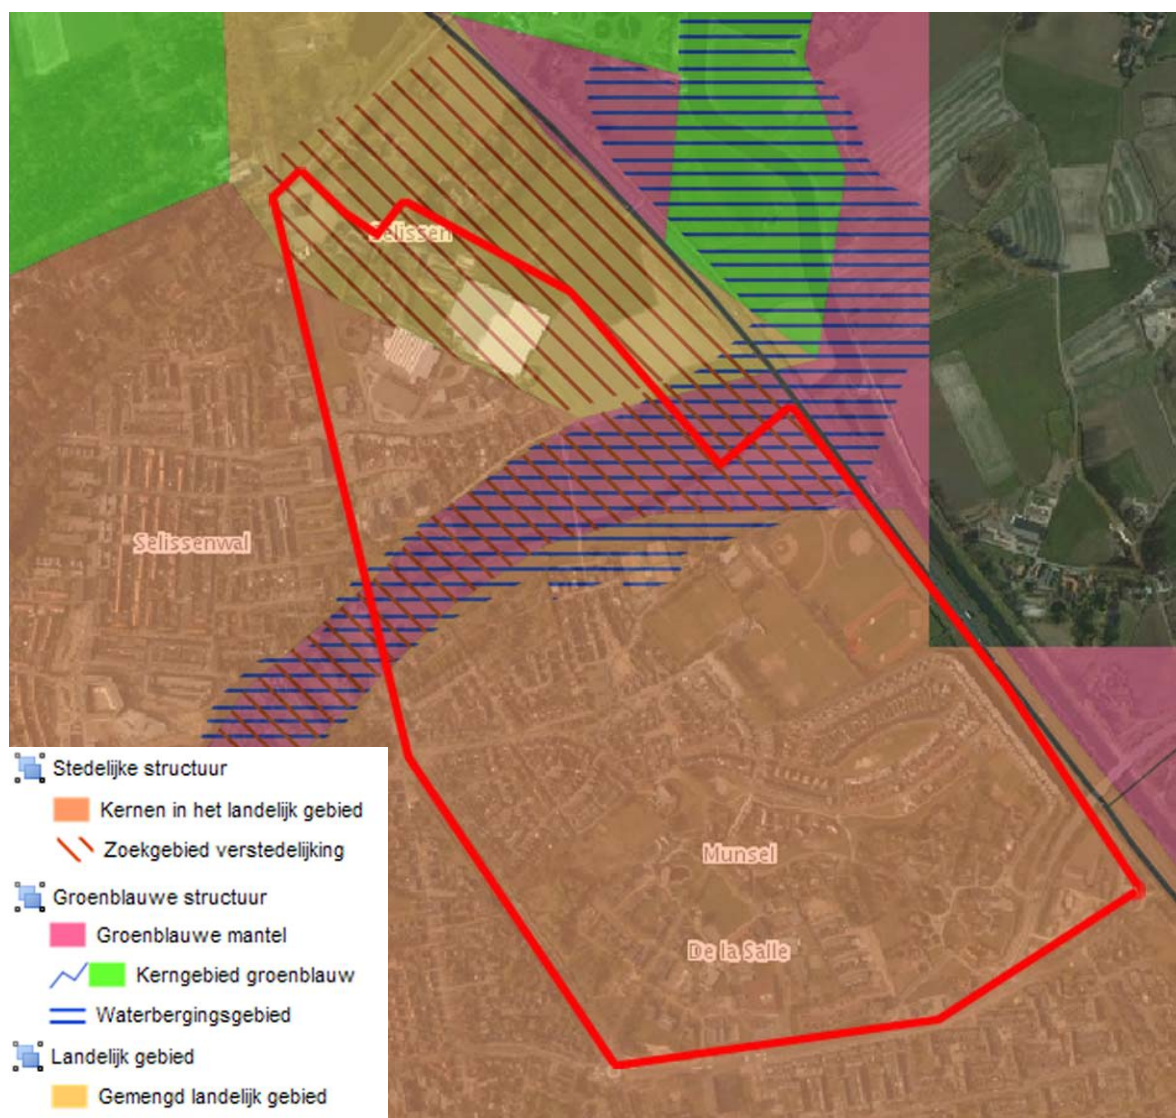 Selissen
Selissenwal
Munsel
De la Salle
Stedelijke structuur
Kernen in het landelijk gebied
Zoekgebied verstedelijking
Groenblauwe structuur
Groenblauwe mantel
Kerngebied groenblauw
Waterbergingsgebied
Landelijk gebied
Gemengd landelijk gebied